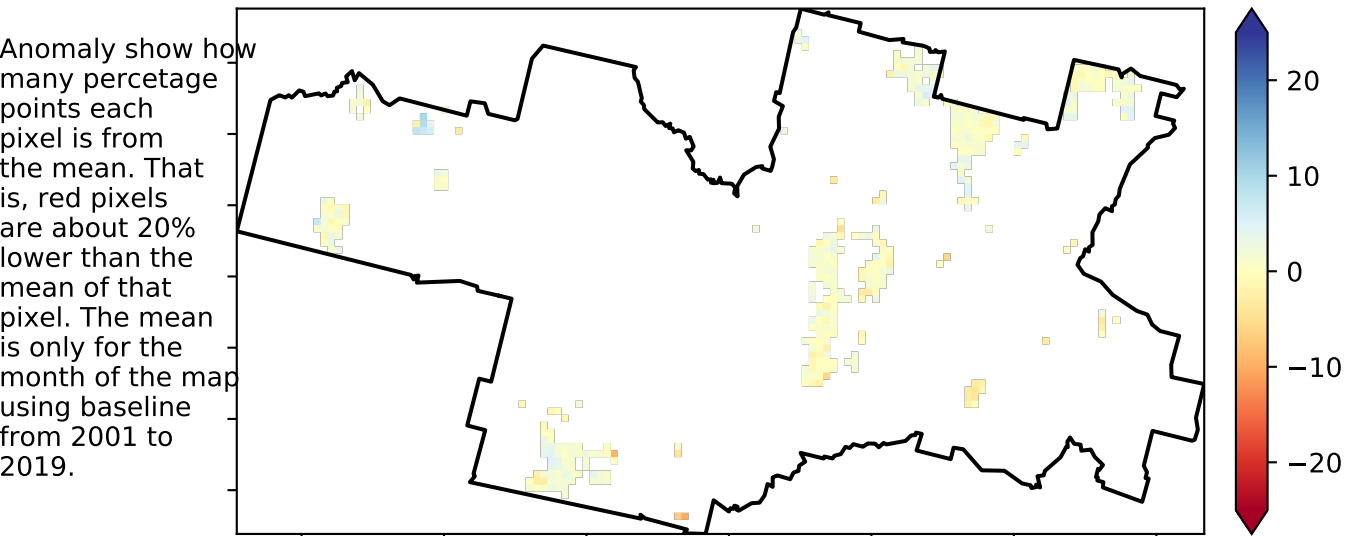 Anomaly show how
many percetage
points each
pixel is from
the mean. That
is, red pixels
are about 20%
lower than the
mean of that
pixel. The mean
is only for the
month of the map
using baseline
from 2001 to
2019.
20
10
0
−10
−20